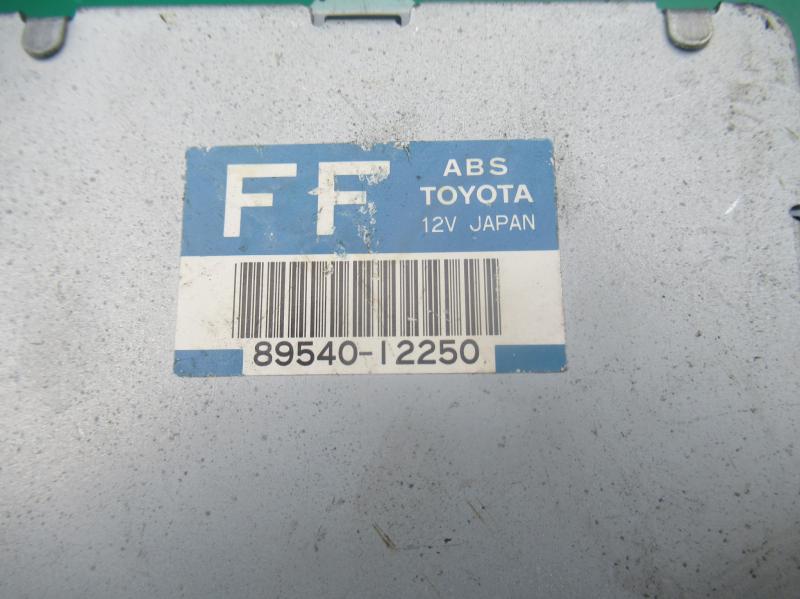 FF
ABS
TOYOTA
12V JAPAN
89540-12250